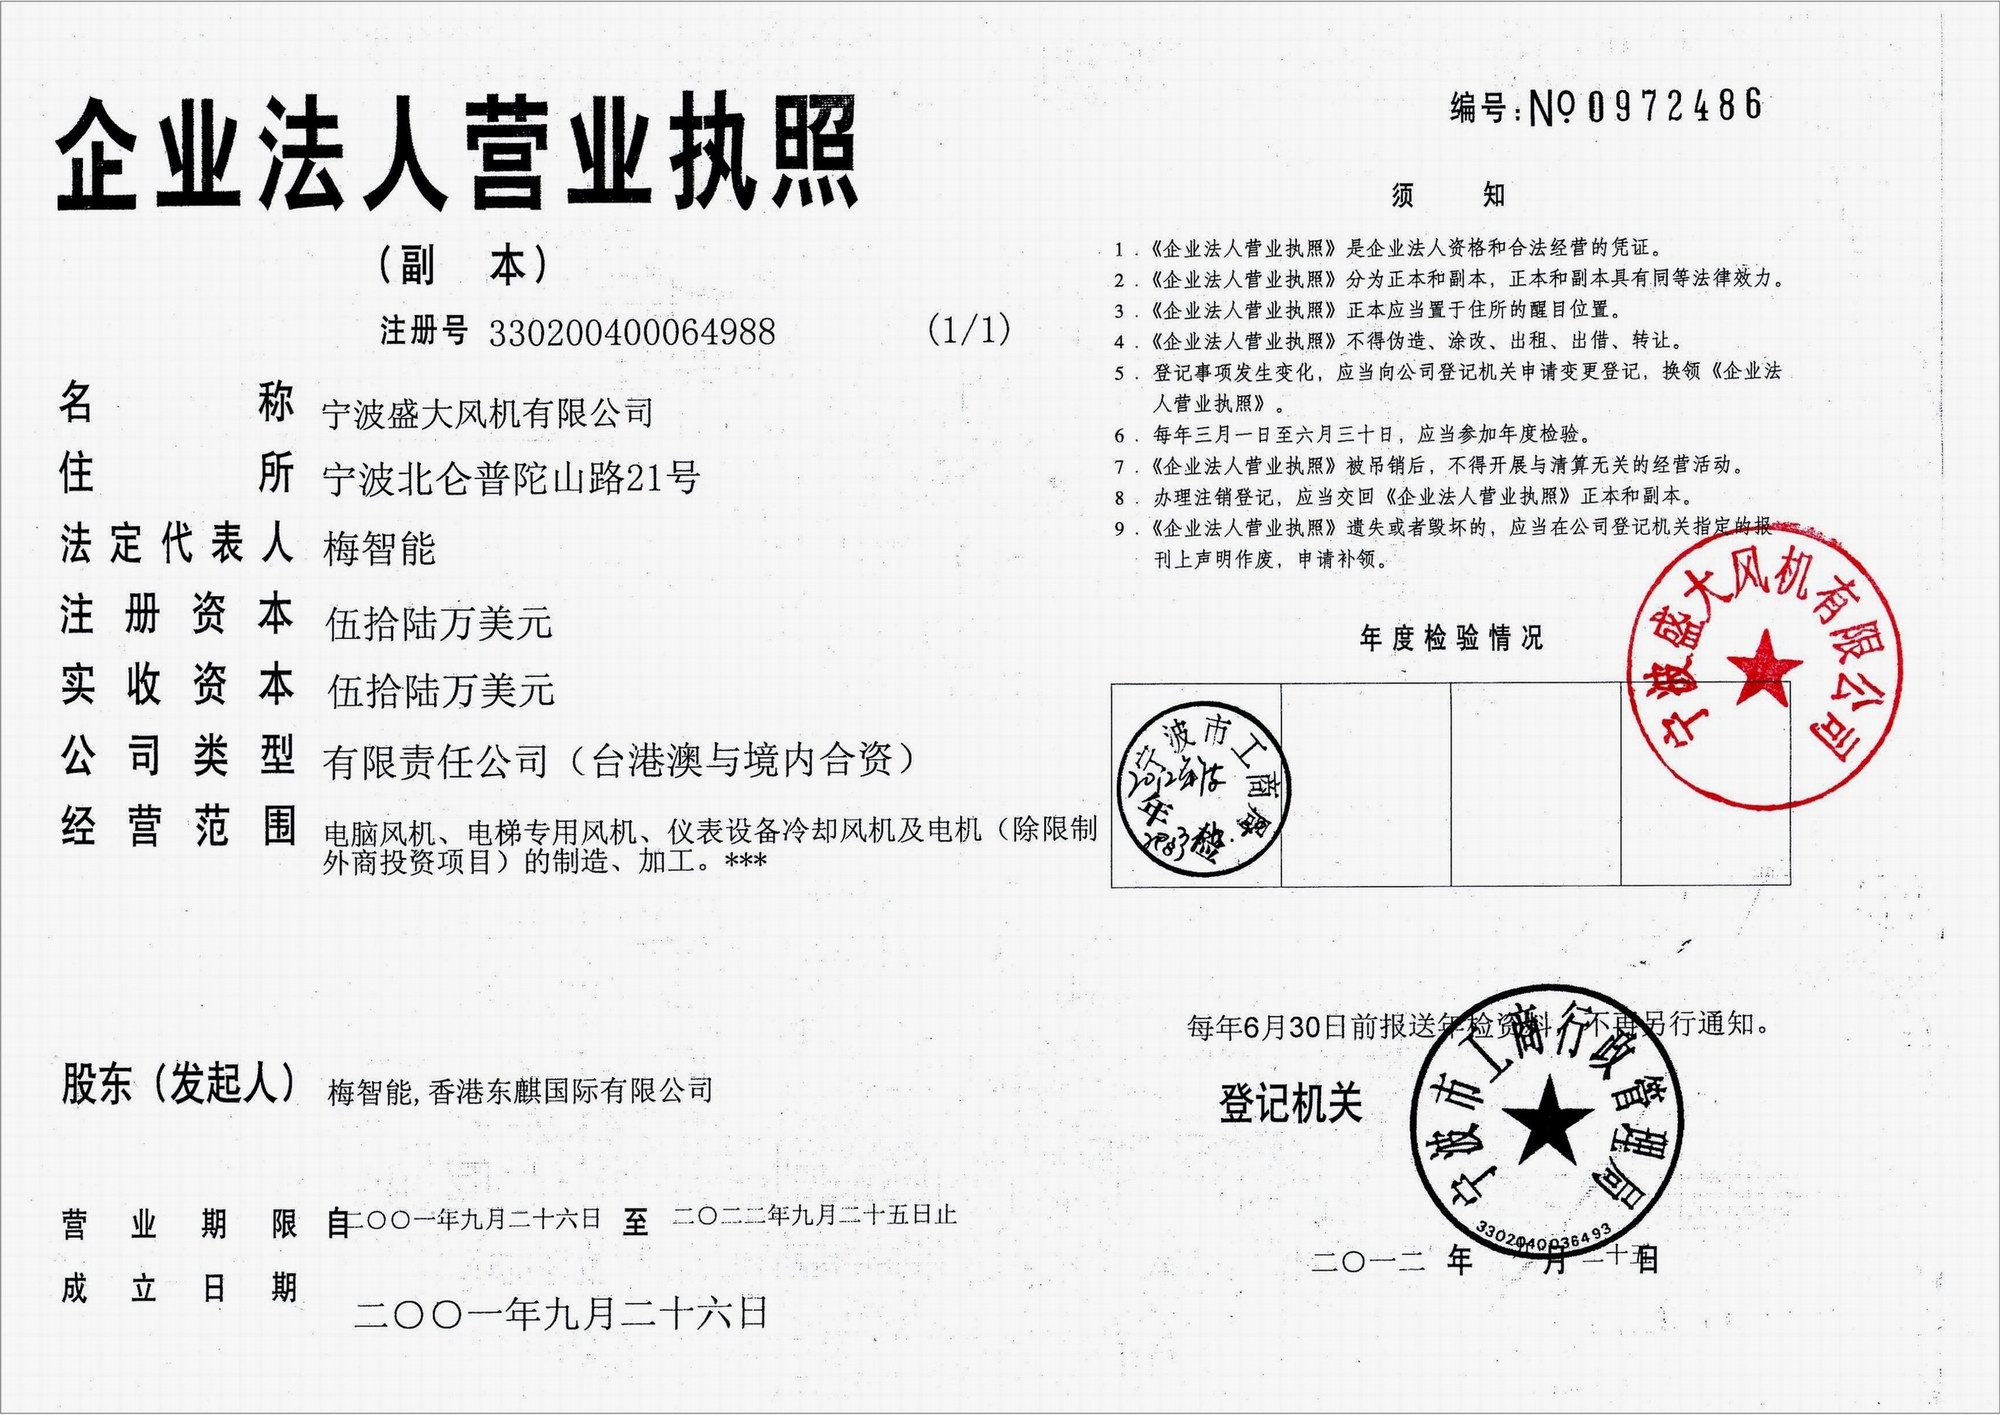 企业法人营业执照
（副 本）
注册号 330200400064988 (1/1)
名称 宁波盛大风机有限公司
住所 宁波北仑普陀山路21号
法定代表人 梅智能
注册资本 伍拾陆万美元
实收资本 伍拾陆万美元
公司类型 有限责任公司（台港澳与境内合资）
经营范围 电脑风机、电梯专用风机、仪表设备冷却风机及电机（除限制
外商投资项目）的制造、加工。***
股东（发起人） 梅智能,香港东麒国际有限公司
营业期限 自二〇〇一年九月二十六日 至 二〇二二年九月二十五日止
成立日期 二〇〇一年九月二十六日
编号:No 0972486
须 知
1．《企业法人营业执照》是企业法人资格和合法经营的凭证。
2．《企业法人营业执照》分为正本和副本，正本和副本具有同等法律效力。
3．《企业法人营业执照》正本应当置于住所的醒目位置。
4．《企业法人营业执照》不得伪造、涂改、出租、出借、转让。
5．登记事项发生变化，应当向公司登记机关申请变更登记，换领《企业法
人营业执照》。
6．每年三月一日至六月三十日，应当参加年度检验。
7．《企业法人营业执照》被吊销后，不得开展与清算无关的经营活动。
8．办理注销登记，应当交回《企业法人营业执照》正本和副本。
9．《企业法人营业执照》遗失或者毁坏的，应当在公司登记机关指定的报
刊上声明作废，申请补领。
宁波盛大风机有限公司
年度检验情况
宁波市工商局
年检
每年6月30日前报送年检资料，不再另行通知。
登记机关
宁波市工商行政管理局
3302040036493
二〇一二 年 九 月 二十五 日